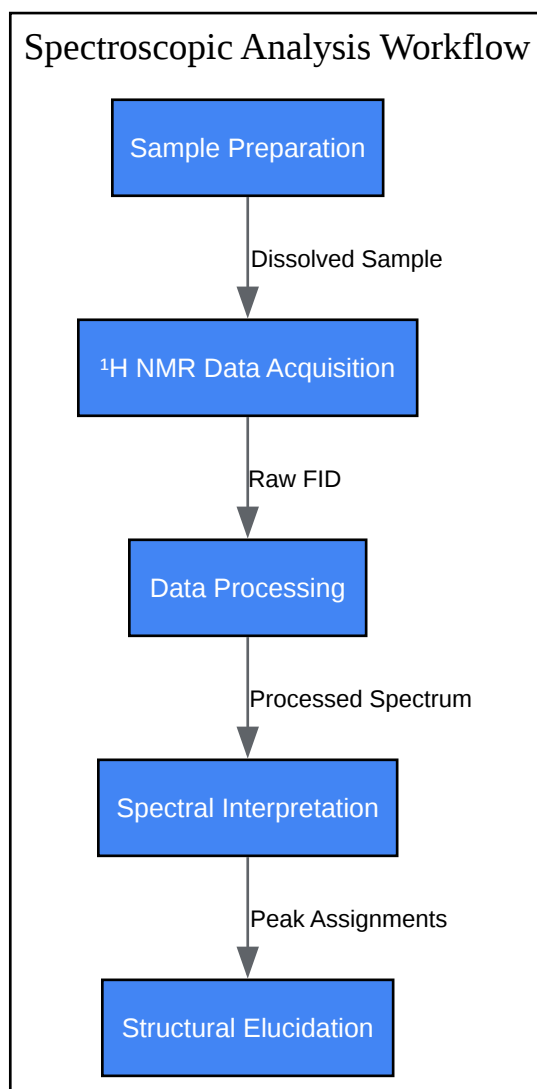 Spectroscopic Analysis Workflow
Sample Preparation
Dissolved Sample
¹H NMR Data Acquisition
Raw FID
Data Processing
Processed Spectrum
Spectral Interpretation
Peak Assignments
Structural Elucidation